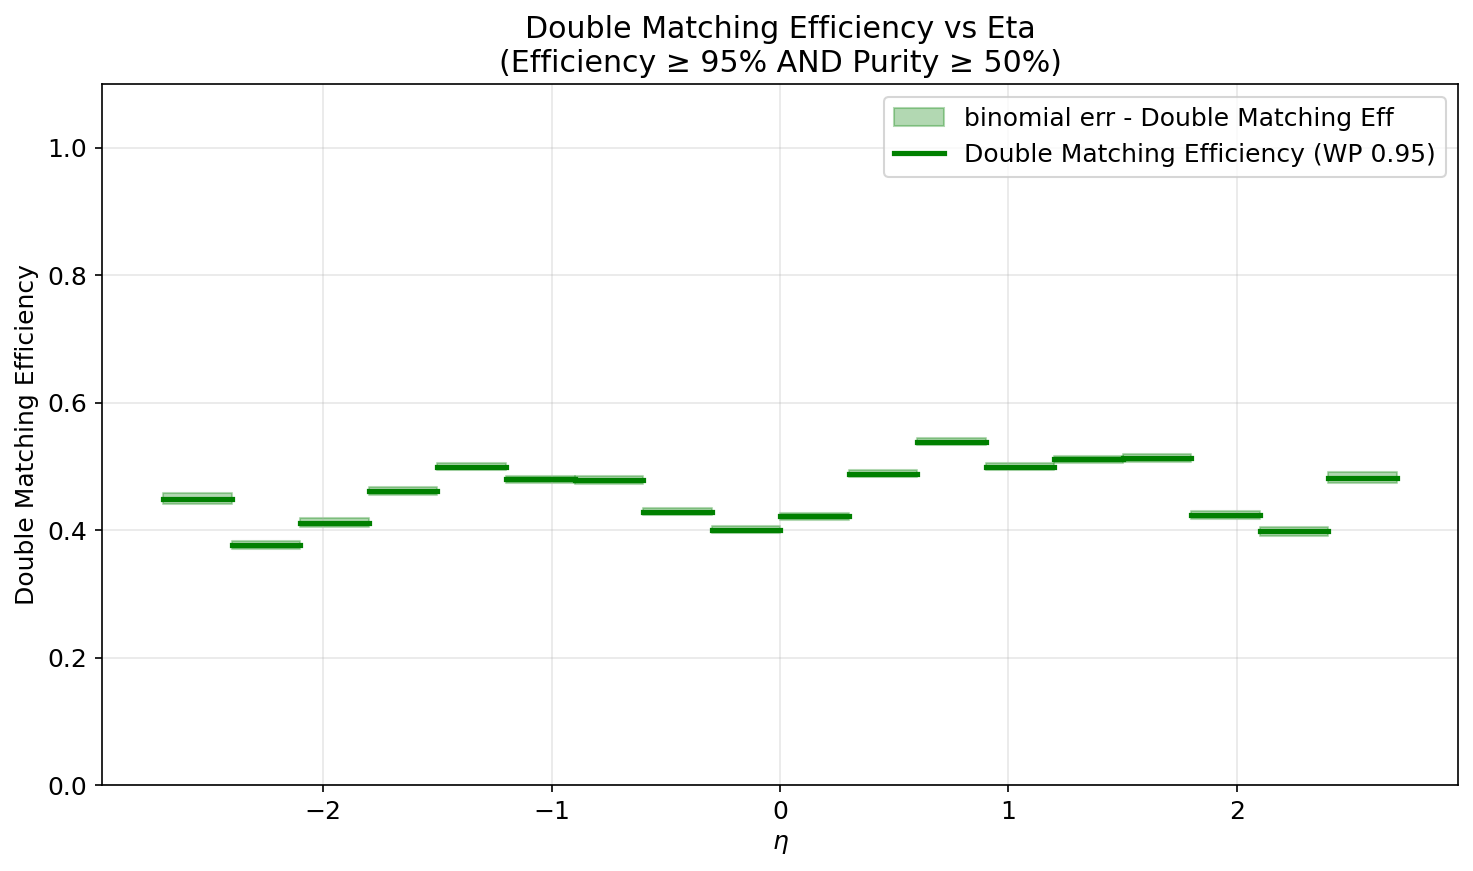 Double Matching Efficiency vs Eta
(Efficiency ≥ 95% AND Purity ≥ 50%)
binomial err - Double Matching Eff
Double Matching Efficiency (WP 0.95)
Double Matching Efficiency
1.0
0.8
0.6
0.4
0.2
0.0
−2
−1
0
1
2
η